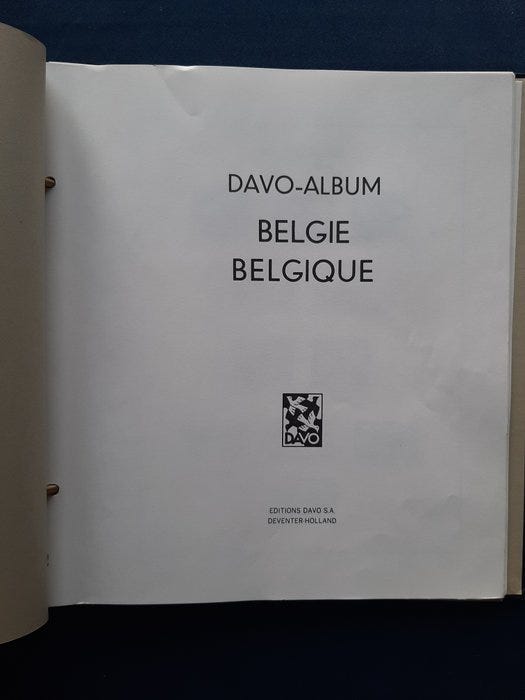 DAVO-ALBUM
BELGIE
BELGIQUE
DAVO
EDITIONS DAVO S.A.
DEVENTER-HOLLAND